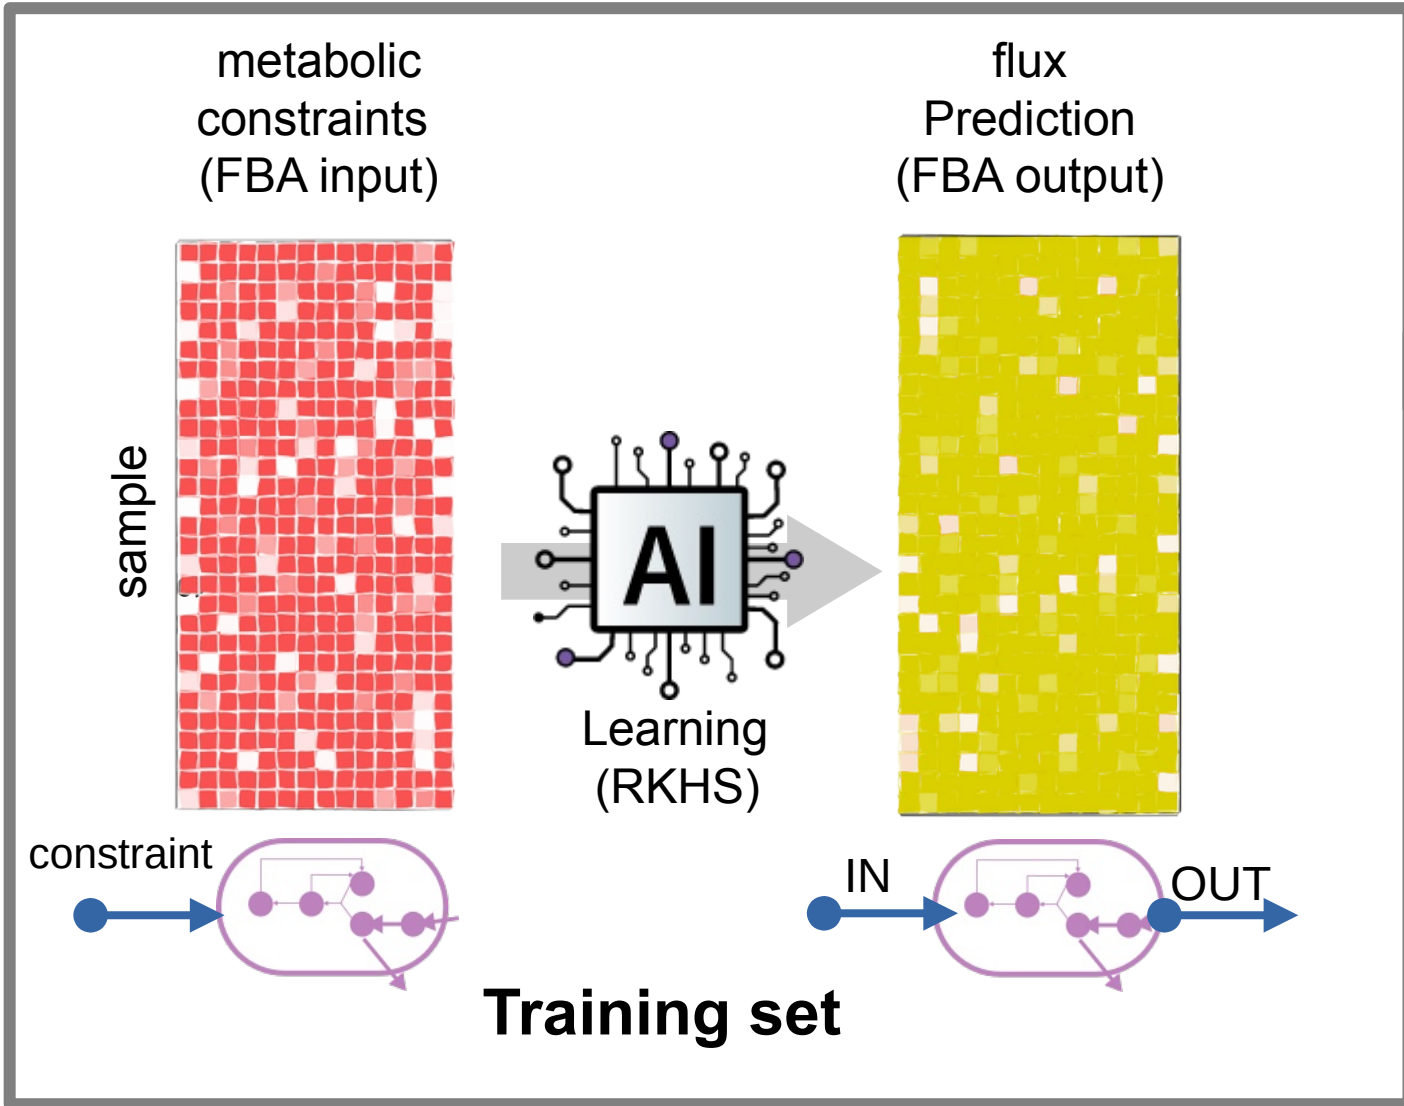 metabolic
constraints
(FBA input)
flux
Prediction
(FBA output)
sample
AI
Learning
(RKHS)
constraint
IN
OUT
Training set